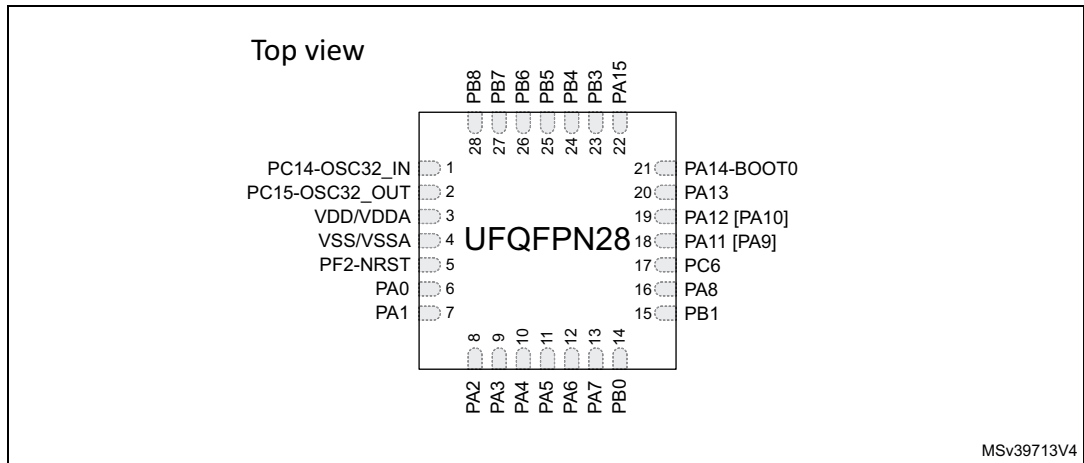 Top view
PB8
PB7
PB6
PB5
PB4
PB3
PA15
28
27
26
25
24
23
22
PC14-OSC32_IN 1
PC15-OSC32_OUT 2
VDD/VDDA 3
VSS/VSSA 4
PF2-NRST 5
PA0 6
PA1 7
UFQFPN28
21 PA14-BOOT0
20 PA13
19 PA12 [PA10]
18 PA11 [PA9]
17 PC6
16 PA8
15 PB1
8
9
10
11
12
13
14
PA2
PA3
PA4
PA5
PA6
PA7
PB0
MSv39713V4